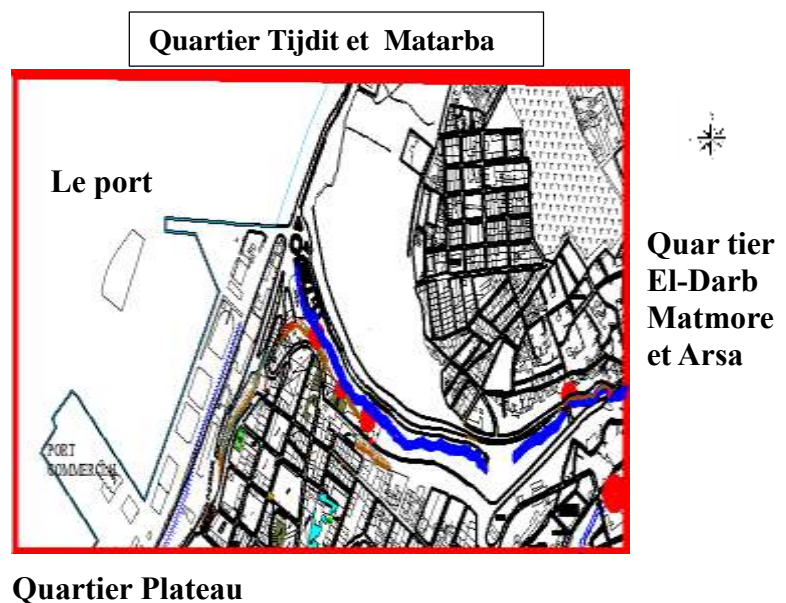 Quartier Tijdit et Matarba
Le port
Quar tier
El-Darb
Matmore
et Arsa
PORT
COMMERCIAL
Quartier Plateau